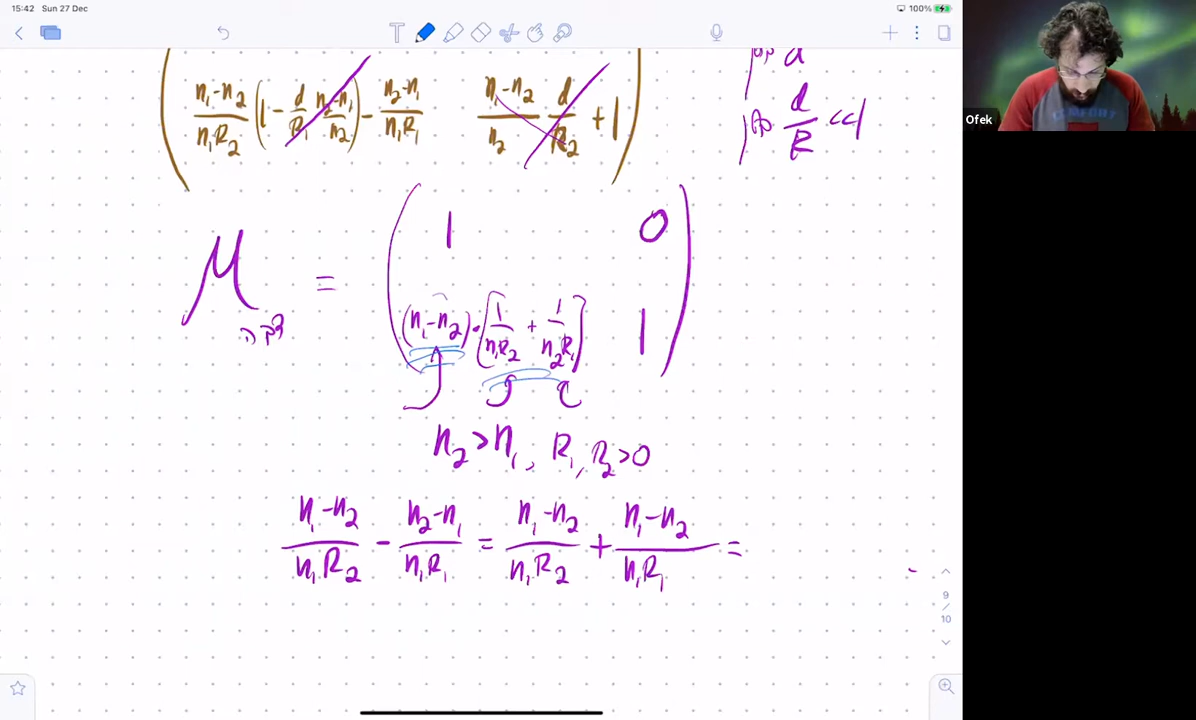 15:42 Sun 27 Dec
100%
(n₁-n₂)/(n₁R₂) (1 - d/R₁ (n₂-n₁)/n₂) - (n₂-n₁)/(n₁R₁)    (n₁-n₂)/n₂ d/R₂ + 1
d
d/R <<1
Ofek
M = ( 1 0
(n₁-n₂)·[1/(n₁R₂) + 1/(n₂R₁)] 1 )
n₂ > n₁, R₁, R₂ > 0
(n₁-n₂)/(n₁R₂) - (n₂-n₁)/(n₁R₁) = (n₁-n₂)/(n₁R₂) + (n₁-n₂)/(n₁R₁) =
9
/
10